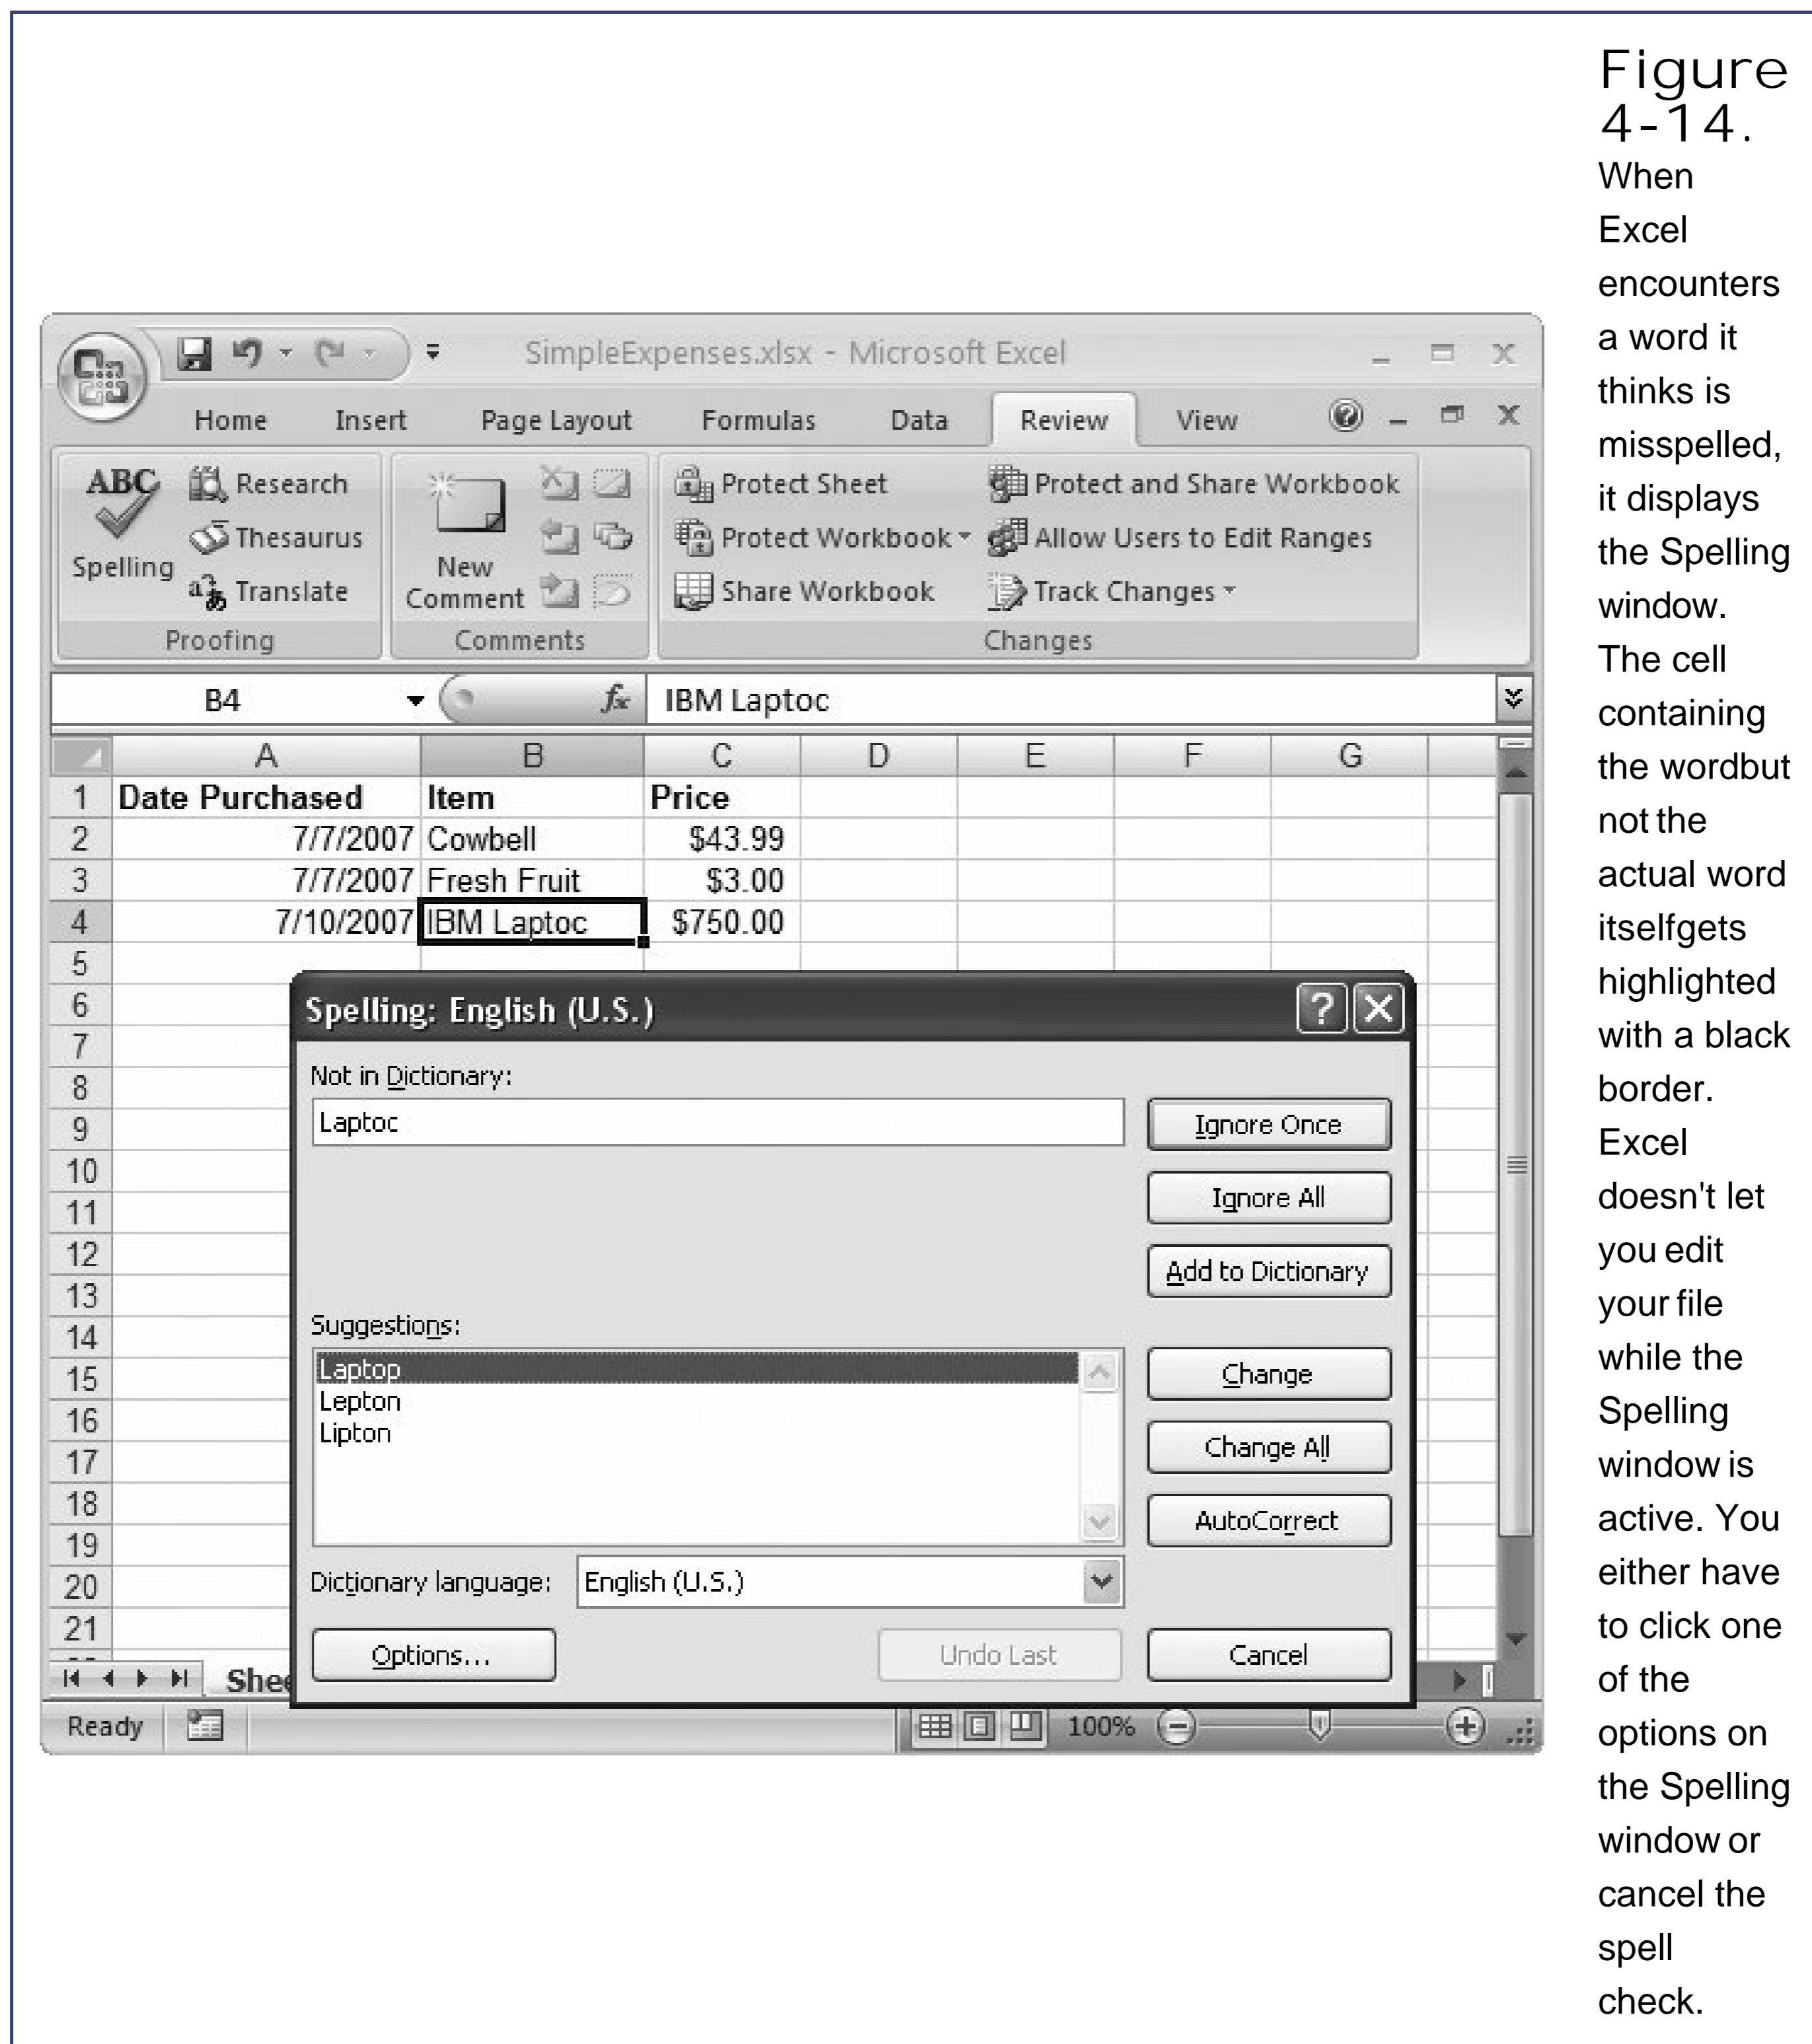 Figure
4-14.
When
Excel
encounters
a word it
thinks is
misspelled,
it displays
the Spelling
window.
The cell
containing
the wordbut
not the
actual word
itselfgets
highlighted
with a black
border.
Excel
doesn't let
you edit
your file
while the
Spelling
window is
active. You
either have
to click one
of the
options on
the Spelling
window or
cancel the
spell
check.
SimpleExpenses.xlsx - Microsoft Excel
Home Insert Page Layout Formulas Data Review View
ABC
Spelling
Research
Thesaurus
Translate
Proofing
New
Comment
Comments
Protect Sheet
Protect Workbook
Share Workbook
Protect and Share Workbook
Allow Users to Edit Ranges
Track Changes
Changes
B4 fx IBM Laptoc
A B C D E F G
1 Date Purchased Item Price
2 7/7/2007 Cowbell $43.99
3 7/7/2007 Fresh Fruit $3.00
4 7/10/2007 IBM Laptoc $750.00
5
6
7
8
9
10
11
12
13
14
15
16
17
18
19
20
21
Spelling: English (U.S.)
Not in Dictionary:
Laptoc
Ignore Once
Ignore All
Add to Dictionary
Suggestions:
Laptop
Lepton
Lipton
Change
Change All
AutoCorrect
Dictionary language: English (U.S.)
Options... Undo Last Cancel
Shee
Ready 100%